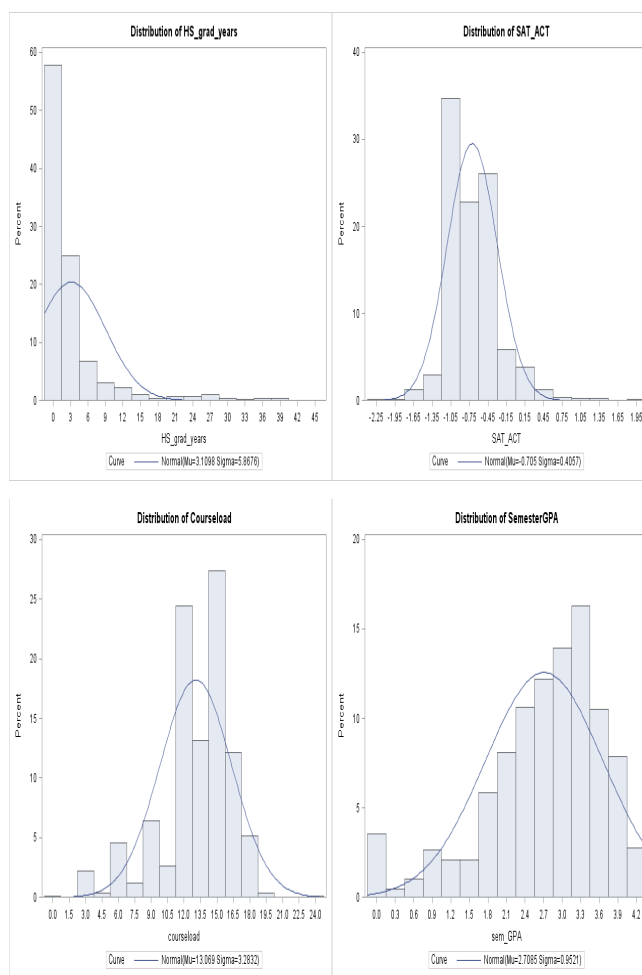 Distribution of HS_grad_years
60
50
40
30
20
10
0
Percent
0 3 6 9 12 15 18 21 24 27 30 33 36 39 42 45
HS_grad_years
Curve Normal(Mu=3.1098 Sigma=5.8676)
Distribution of SAT_ACT
40
30
20
10
0
Percent
-2.25 -1.95 -1.65 -1.35 -1.05 -0.75 -0.45 -0.15 0.15 0.45 0.75 1.05 1.35 1.65 1.95
SAT_ACT
Curve Normal(Mu=-0.705 Sigma=0.4057)
Distribution of Courseload
30
25
20
15
10
5
0
Percent
0.0 1.5 3.0 4.5 6.0 7.5 9.0 10.5 12.0 13.5 15.0 16.5 18.0 19.5 21.0 22.5 24.0
courseload
Curve Normal(Mu=13.069 Sigma=3.2832)
Distribution of SemesterGPA
20
15
10
5
0
Percent
0.0 0.3 0.6 0.9 1.2 1.5 1.8 2.1 2.4 2.7 3.0 3.3 3.6 3.9 4.2
sem_GPA
Curve Normal(Mu=2.7085 Sigma=0.9521)